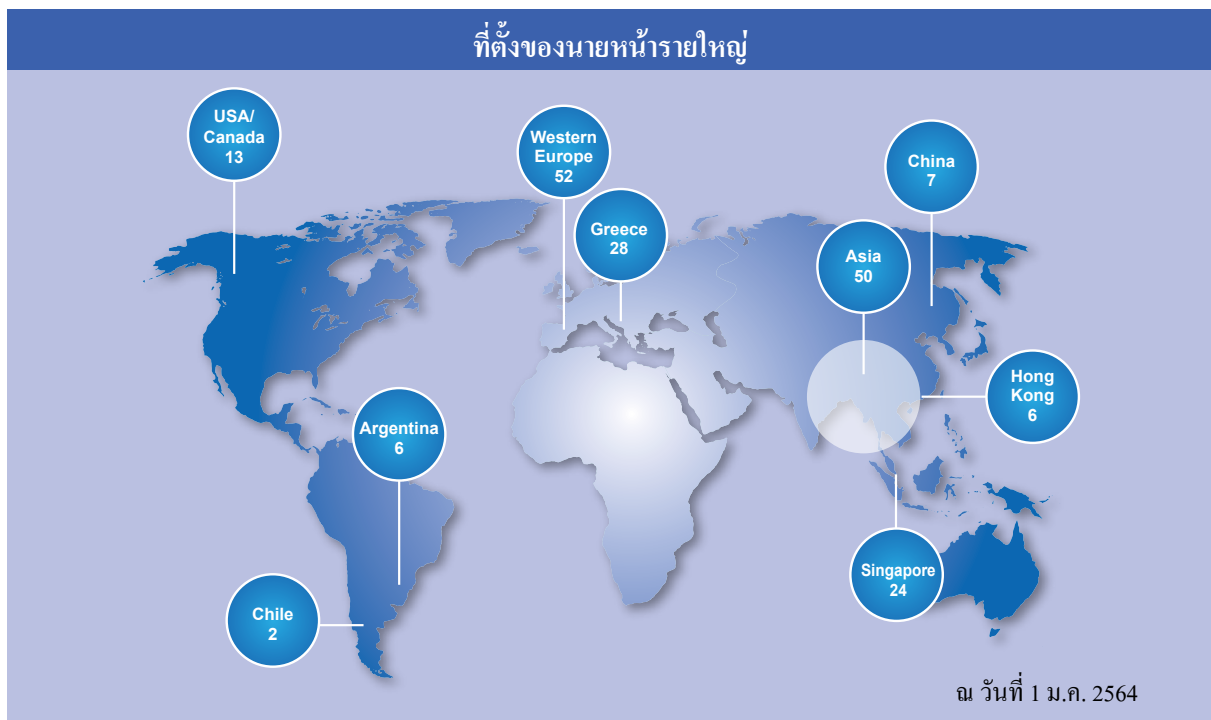 ที่ตั้งของนายหน้ารายใหญ่
USA/
Canada
13
Western
Europe
52
China
7
Greece
28
Asia
50
Hong
Kong
6
Argentina
6
Singapore
24
Chile
2
ณ วันที่ 1 ม.ค. 2564